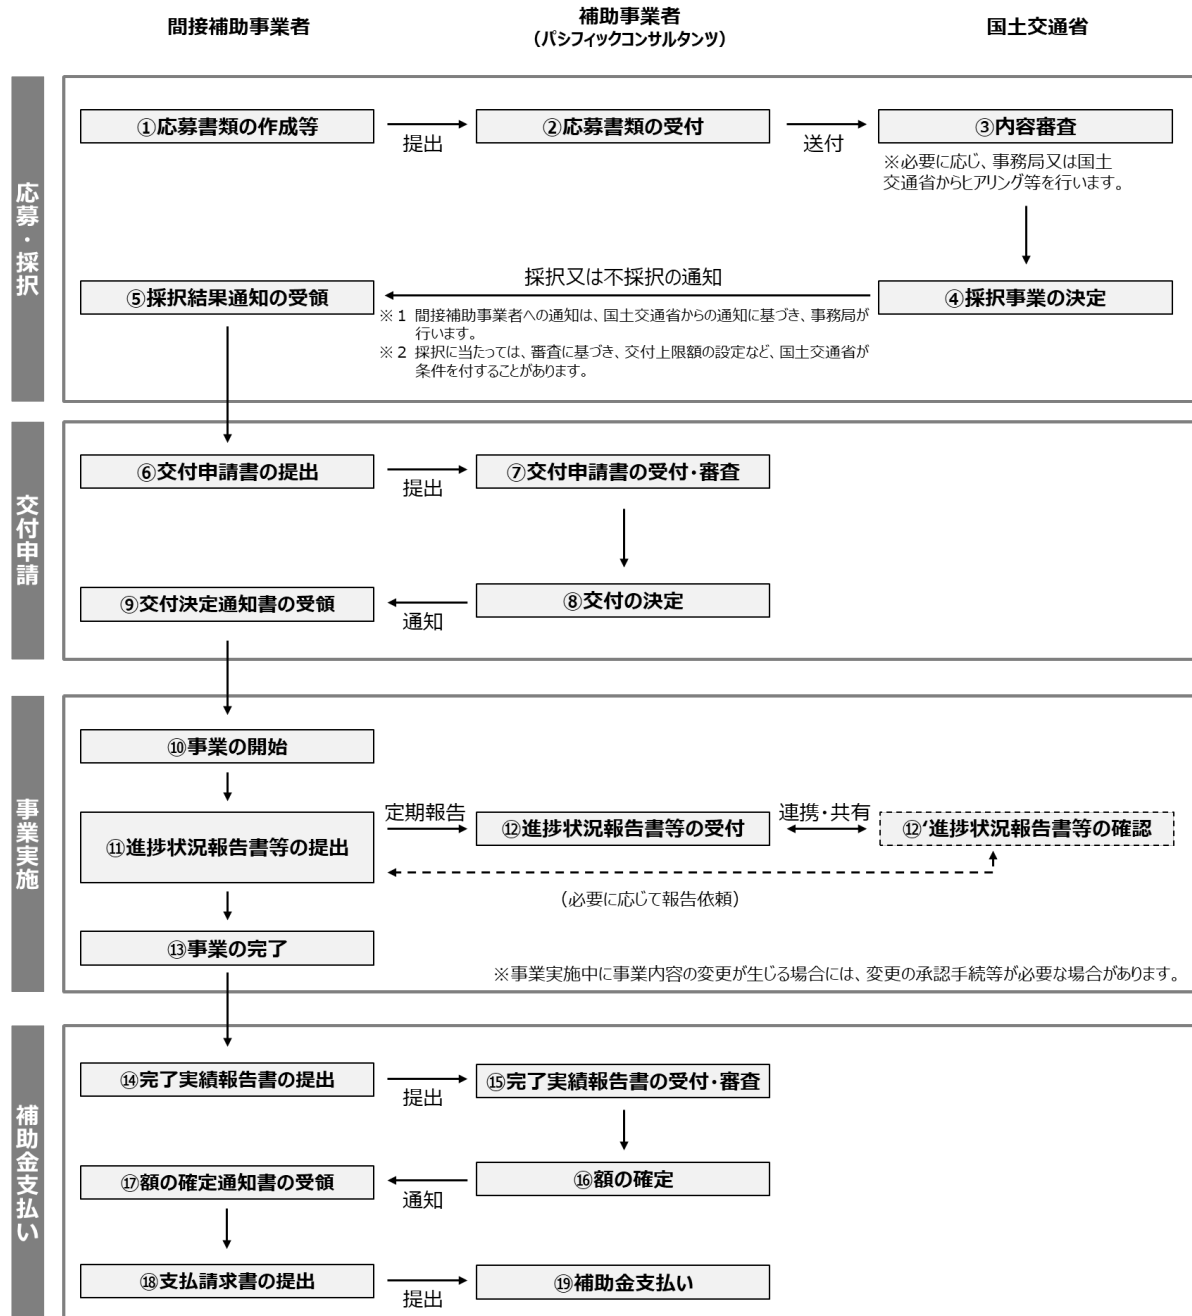 間接補助事業者
補助事業者
(パシフィックコンサルタンツ)
国土交通省
応募・採択
①応募書類の作成等
提出
②応募書類の受付
送付
③内容審査
※必要に応じ、事務局又は国土
交通省からヒアリング等を行います。
採択又は不採択の通知
⑤採択結果通知の受領
④採択事業の決定
※1 間接補助事業者への通知は、国土交通省からの通知に基づき、事務局が
行います。
※2 採択に当たっては、審査に基づき、交付上限額の設定など、国土交通省が
条件を付することがあります。
交付申請
⑥交付申請書の提出
提出
⑦交付申請書の受付・審査
⑨交付決定通知書の受領
通知
⑧交付の決定
事業実施
⑩事業の開始
⑪進捗状況報告書等の提出
定期報告
⑫進捗状況報告書等の受付
連携・共有
⑫‘進捗状況報告書等の確認
(必要に応じて報告依頼)
⑬事業の完了
※事業実施中に事業内容の変更が生じる場合には、変更の承認手続等が必要な場合があります。
補助金支払い
⑭完了実績報告書の提出
提出
⑮完了実績報告書の受付・審査
⑰額の確定通知書の受領
通知
⑯額の確定
⑱支払請求書の提出
提出
⑲補助金支払い